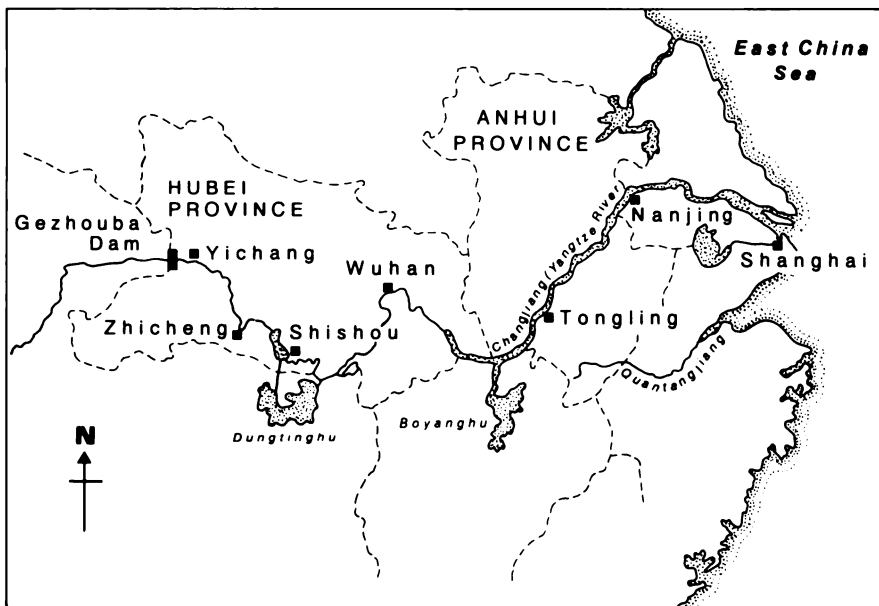 East China
Sea
ANHUI
PROVINCE
HUBEI
PROVINCE
Gezhouba
Dam
Yichang
Nanjing
Changjiang (Yangtze River)
Wuhan
Shanghai
Zhicheng
Shishou
Tongling
Quantangjiang
Boyanghu
Dungtinghu
N